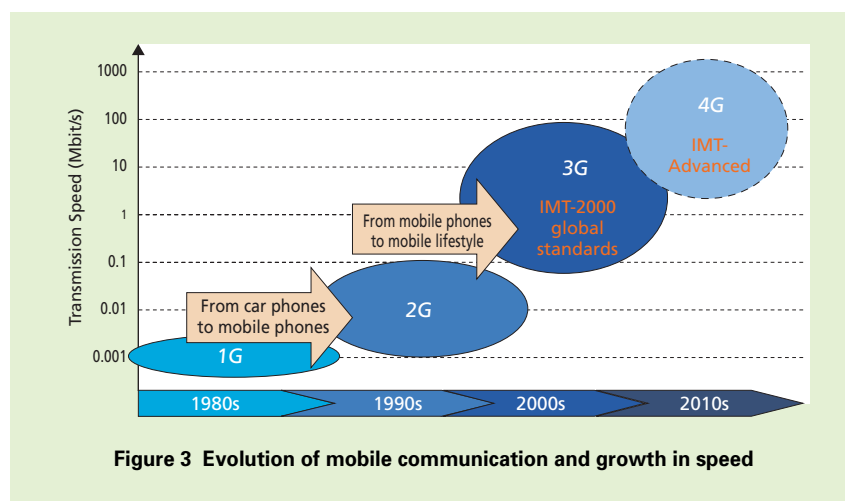 Transmission Speed (Mbit/s)
1000
100
10
1
0.1
0.01
0.001
4G
IMT-
Advanced
3G
IMT-2000
global
standards
From mobile phones
to mobile lifestyle
2G
From car phones
to mobile phones
1G
1980s
1990s
2000s
2010s
Figure 3 Evolution of mobile communication and growth in speed